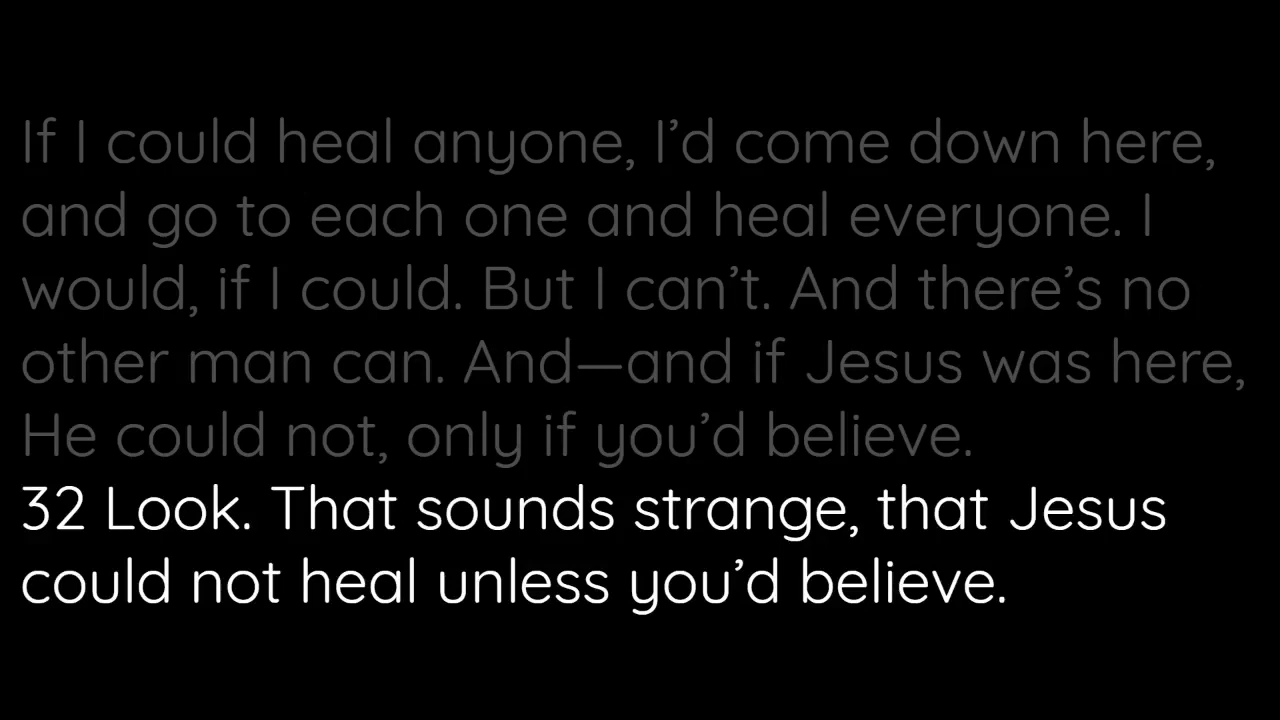 If I could heal anyone, I’d come down here,
and go to each one and heal everyone. I
would, if I could. But I can’t. And there’s no
other man can. And—and if Jesus was here,
He could not, only if you’d believe.
32 Look. That sounds strange, that Jesus
could not heal unless you’d believe.